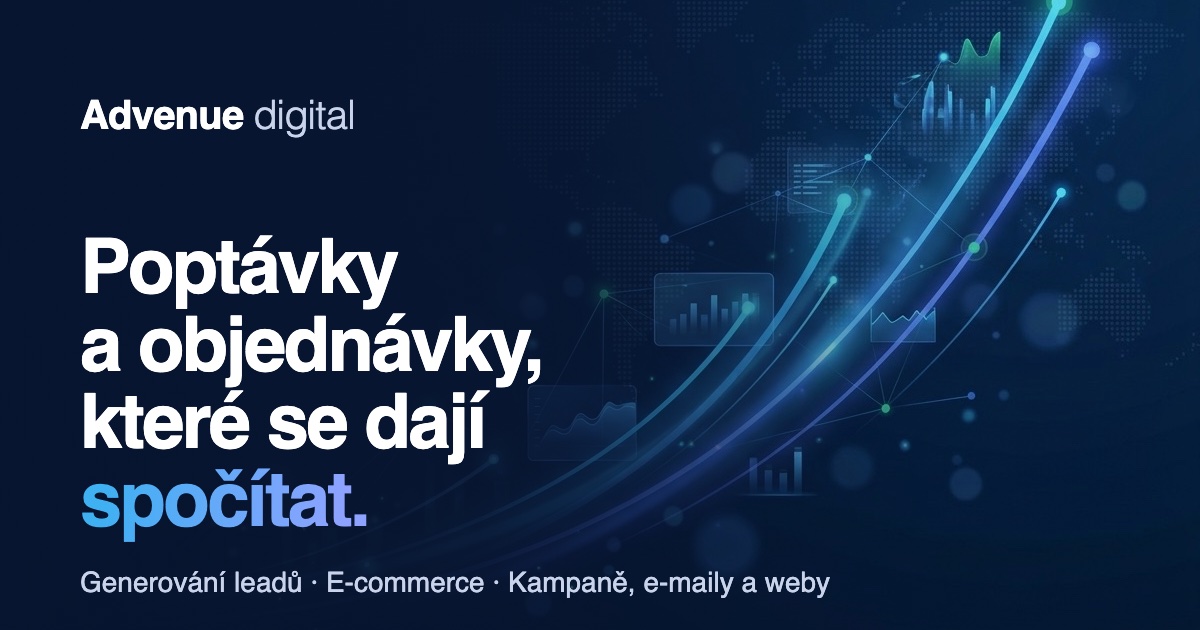 Advenue digital
Poptávky
a objednávky,
které se dají
spočítat.
Generování leadů · E-commerce · Kampaně, e-maily a weby